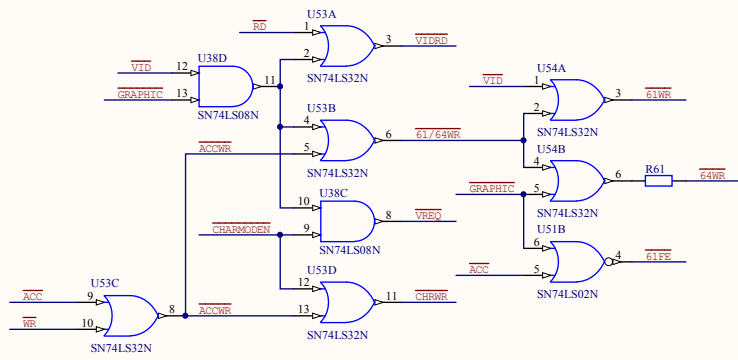 U53A
RD
1
3
VIDRD
2
SN74LS32N
U38D
VID
12
11
GRAPHIC
13
SN74LS08N
U53B
4
6
61/64WR
ACCWR
5
SN74LS32N
U54A
VID
1
3
61WR
2
SN74LS32N
U54B
4
6
R61
64WR
GRAPHIC
5
SN74LS32N
U38C
10
8
VREQ
CHARMODEN
9
SN74LS08N
U51B
6
4
61FE
ACC
5
SN74LS02N
U53D
12
11
CHRWR
ACCWR
13
SN74LS32N
U53C
ACC
9
8
WR
10
SN74LS32N